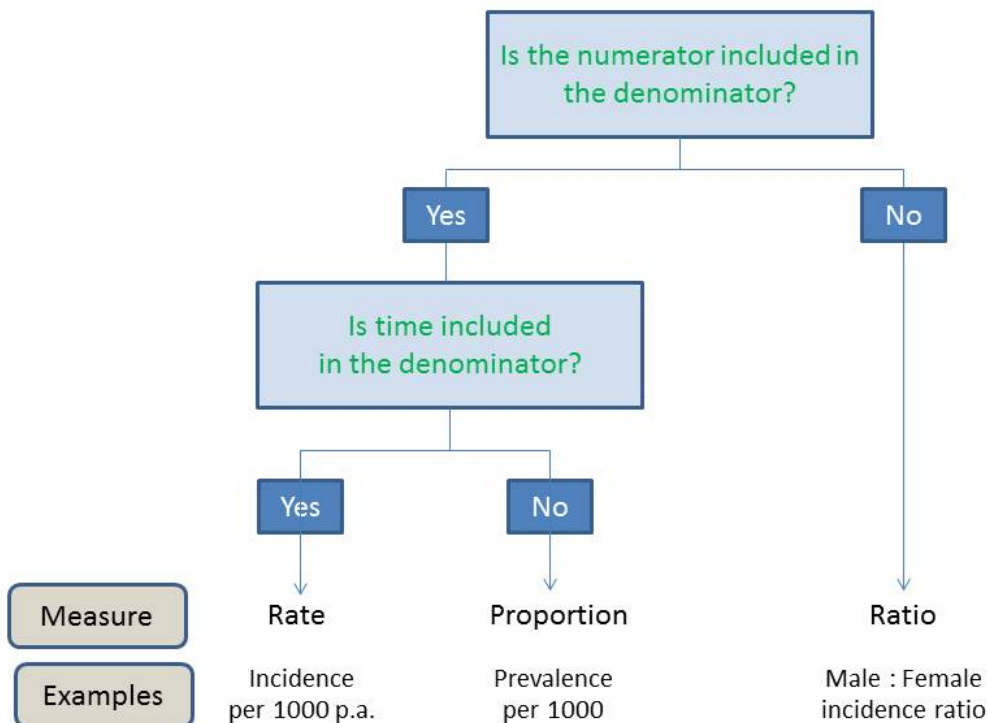 Is the numerator included in
the denominator?
Yes
No
Is time included
in the denominator?
Yes
No
Measure
Rate
Proportion
Ratio
Examples
Incidence
per 1000 p.a.
Prevalence
per 1000
Male : Female
incidence ratio